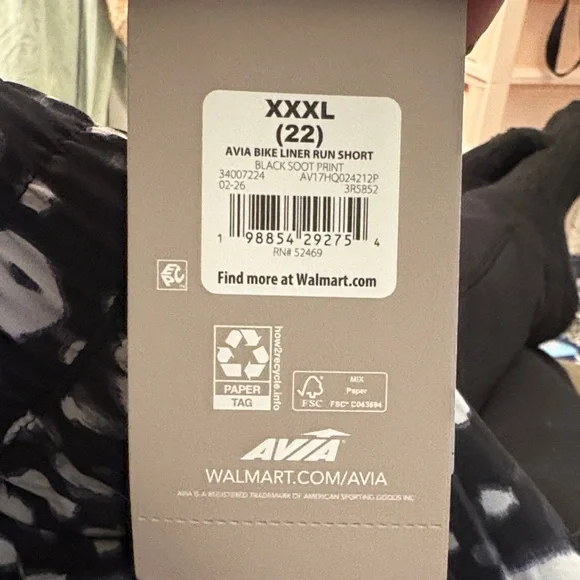 XXXL
(22)
AVIA BIKE LINER RUN SHORT
BLACK SOOT PRINT
34007224 AV17HQ024212P
02-26 3R5852
1 98854 29275 4
RN# 52469
Find more at Walmart.com
how2recycle.info
PAPER
TAG
FSC
MIX
Paper
FSC® C043894
AVIA®
WALMART.COM/AVIA
AVIA IS A REGISTERED TRADEMARK OF AMERICAN SPORTING GOODS INC